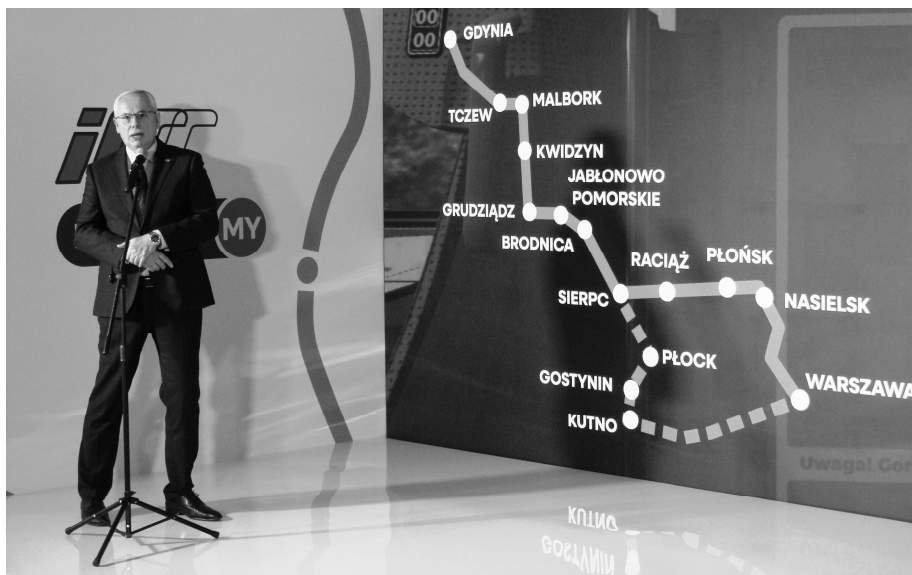 00
00
MY
GDYNIA
TCZEW
MALBORK
KWIDZYN
JABŁONOWO
POMORSKIE
GRUDZIĄDZ
BRODNICA
RACIĄŻ
PŁOŃSK
SIERPC
NASIELSK
PŁOCK
GOSTYNIN
WARSZAWA
KUTNO
Uwaga!
KUTNO
GOSTYNIN